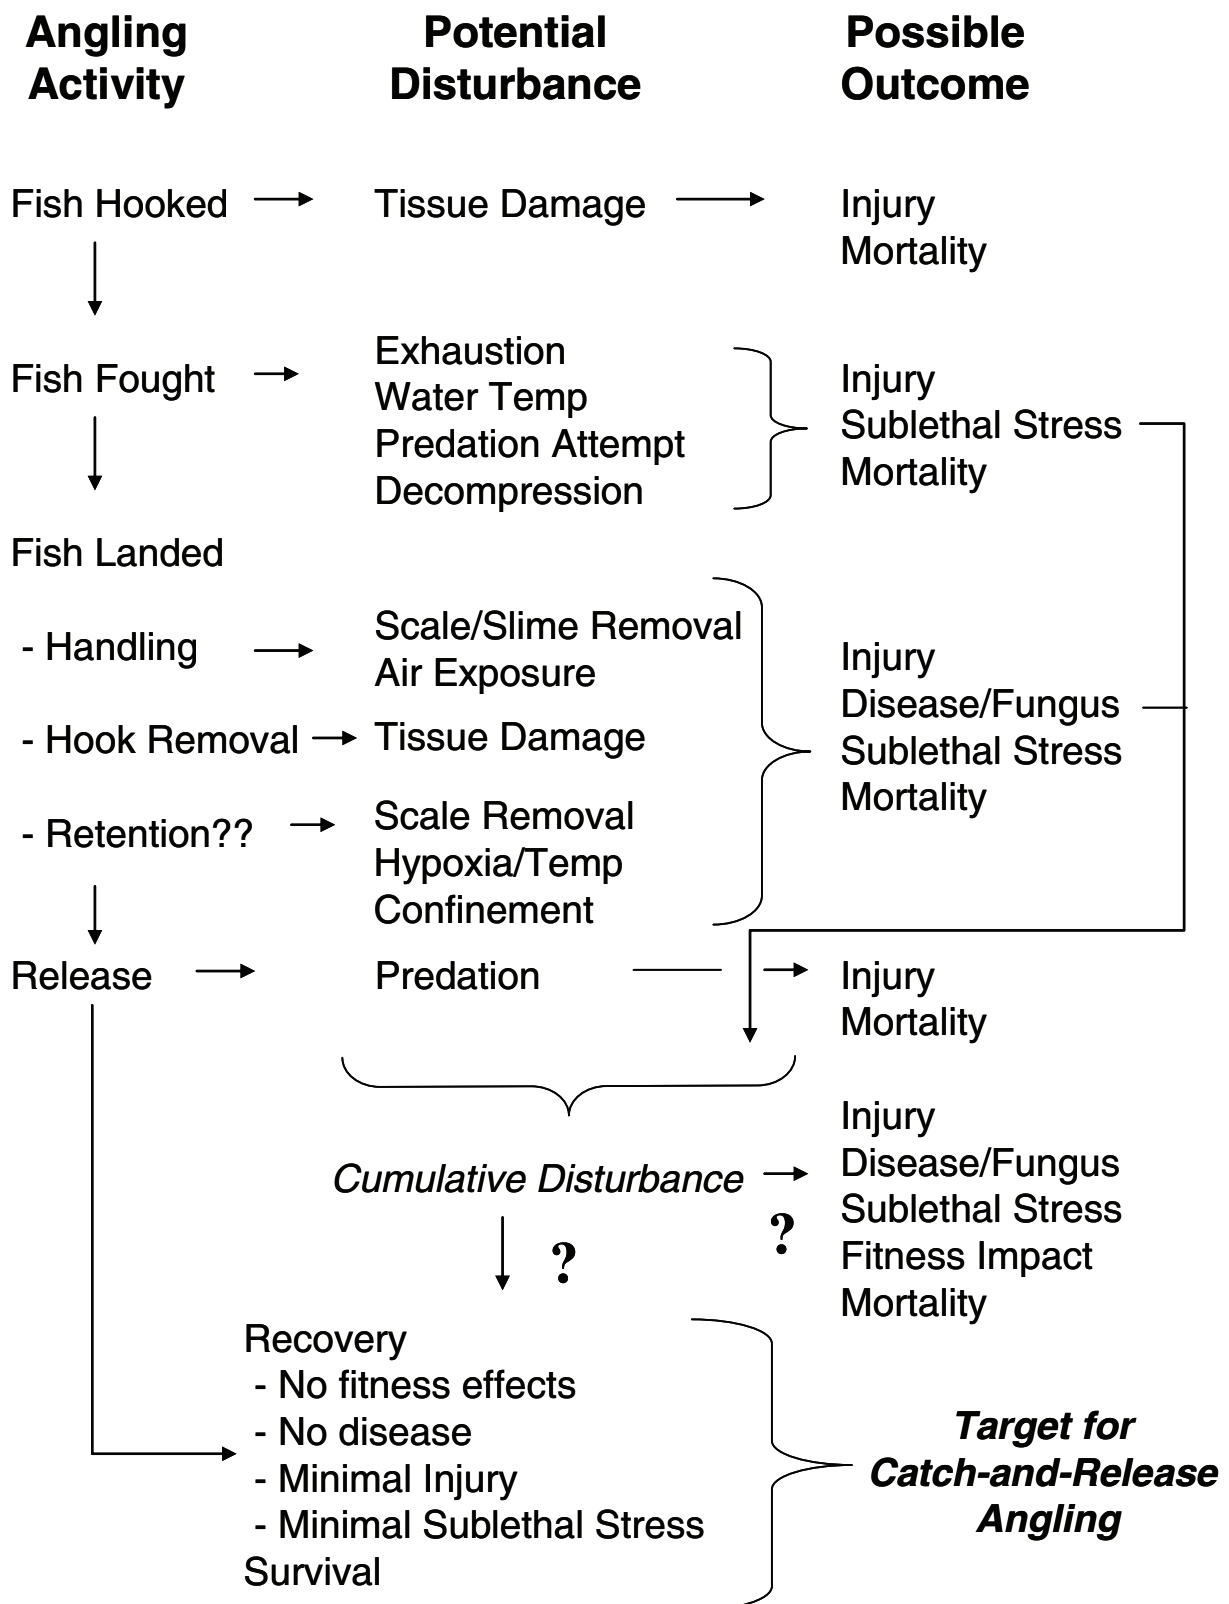 Angling
Activity
Potential
Disturbance
Possible
Outcome
Fish Hooked
Tissue Damage
Injury
Mortality
Fish Fought
Exhaustion
Water Temp
Predation Attempt
Decompression
Injury
Sublethal Stress
Mortality
Fish Landed
- Handling
Scale/Slime Removal
Air Exposure
- Hook Removal
Tissue Damage
- Retention??
Scale Removal
Hypoxia/Temp
Confinement
Injury
Disease/Fungus
Sublethal Stress
Mortality
Release
Predation
Injury
Mortality
Cumulative Disturbance
?
?
Injury
Disease/Fungus
Sublethal Stress
Fitness Impact
Mortality
Recovery
- No fitness effects
- No disease
- Minimal Injury
- Minimal Sublethal Stress
Survival
Target for
Catch-and-Release
Angling